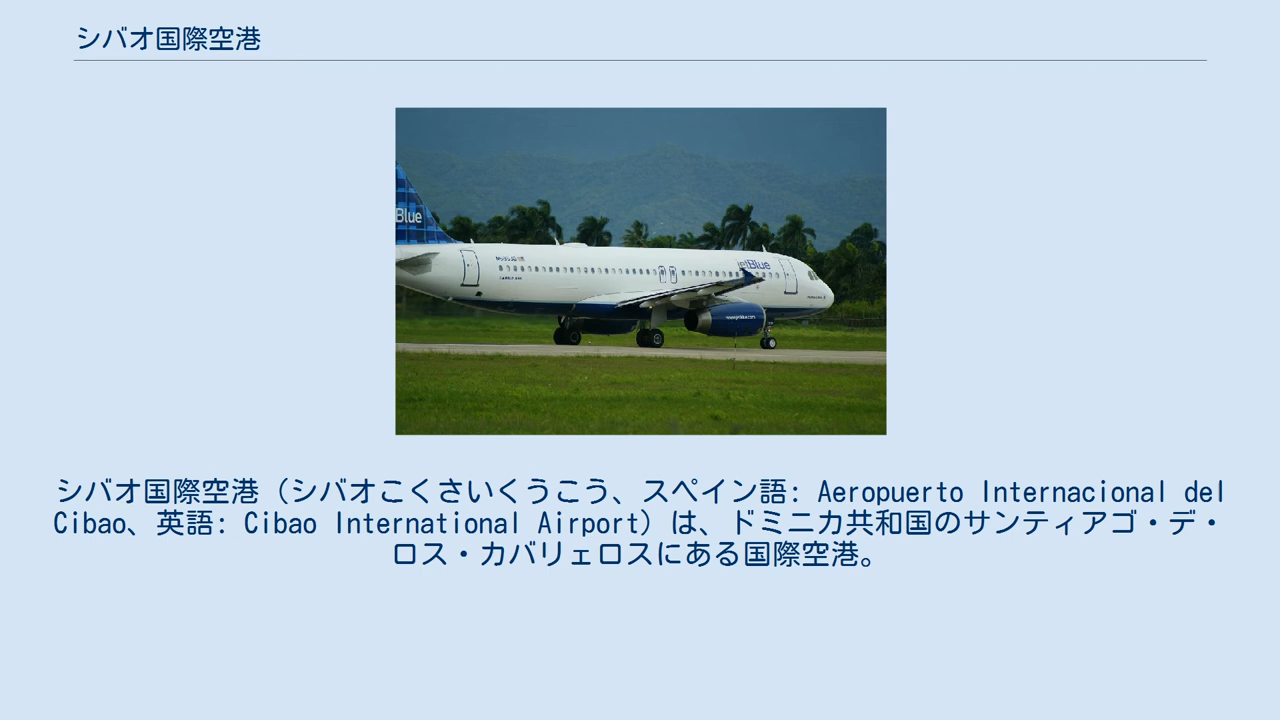 シバオ国際空港
Blue
jetBlue
シバオ国際空港（シバオこくさいくうこう、スペイン語: Aeropuerto Internacional del
Cibao、英語: Cibao International Airport）は、ドミニカ共和国のサンティアゴ・デ・
ロス・カバリェロスにある国際空港。